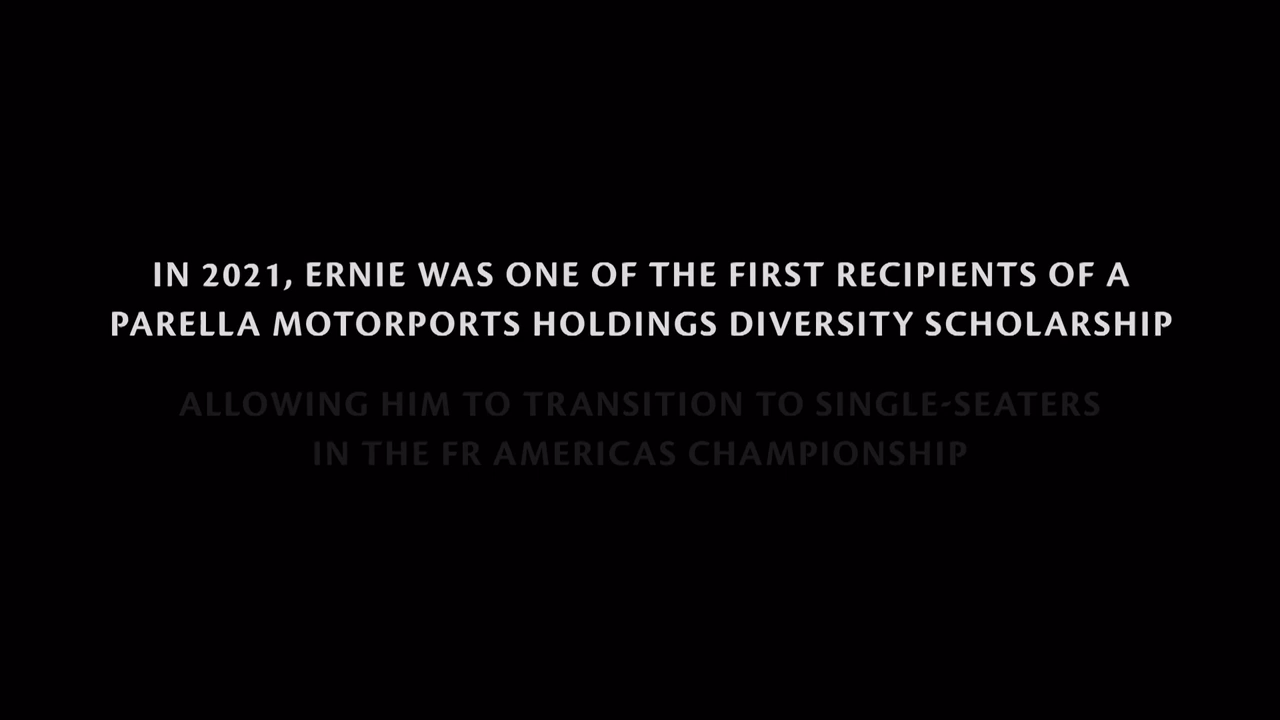 IN 2021, ERNIE WAS ONE OF THE FIRST RECIPIENTS OF A
PARELLA MOTORPORTS HOLDINGS DIVERSITY SCHOLARSHIP
ALLOWING HIM TO TRANSITION TO SINGLE-SEATERS
IN THE FR AMERICAS CHAMPIONSHIP